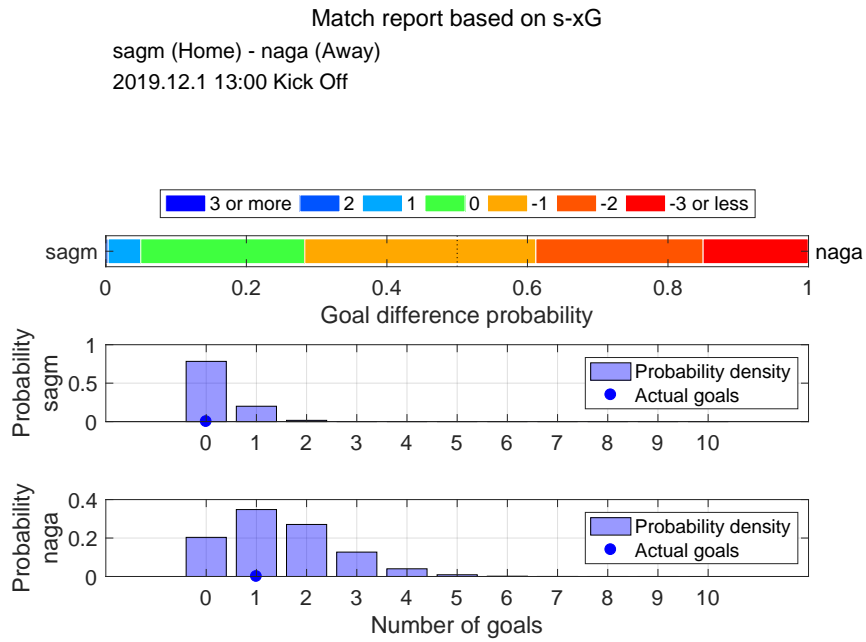 Match report based on s-xG
sagm (Home) - naga (Away)
2019.12.1 13:00 Kick Off
3 or more 2 1 0 -1 -2 -3 or less
sagm naga
0 0.2 0.4 0.6 0.8 1
Goal difference probability
Probability
sagm
1
0.5
0
Probability density
Actual goals
0 1 2 3 4 5 6 7 8 9 10
Probability
naga
0.4
0.2
0
Probability density
Actual goals
0 1 2 3 4 5 6 7 8 9 10
Number of goals